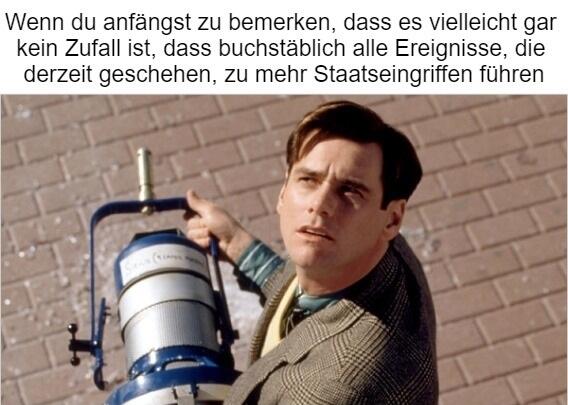 Wenn du anfängst zu bemerken, dass es vielleicht gar
kein Zufall ist, dass buchstäblich alle Ereignisse, die
derzeit geschehen, zu mehr Staatseingriffen führen